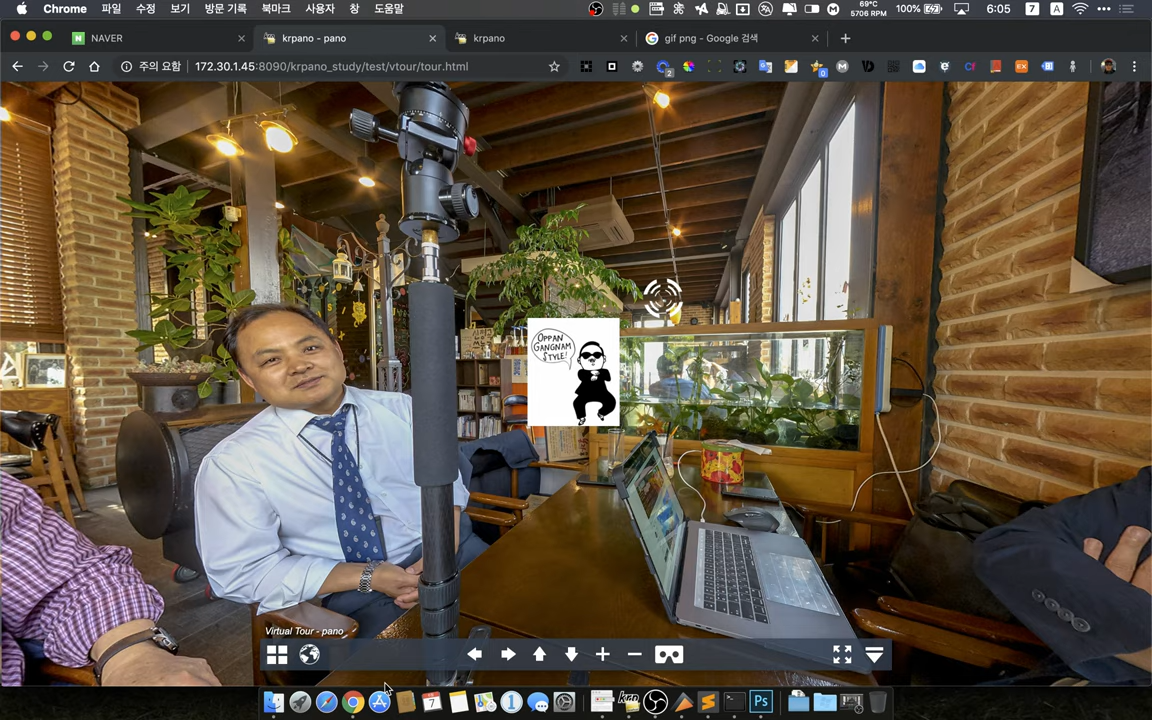 Chrome 파일 수정 보기 방문 기록 북마크 사용자 창 도움말
69°C
5706 RPM
100%
6:05
7
A
NAVER
krpano - pano
krpano
gif png - Google 검색
주의 요함
172.30.1.45:8090/krpano_study/test/vtour/tour.html
OPPAN
GANGNAM
STYLE!
Virtual Tour - pano